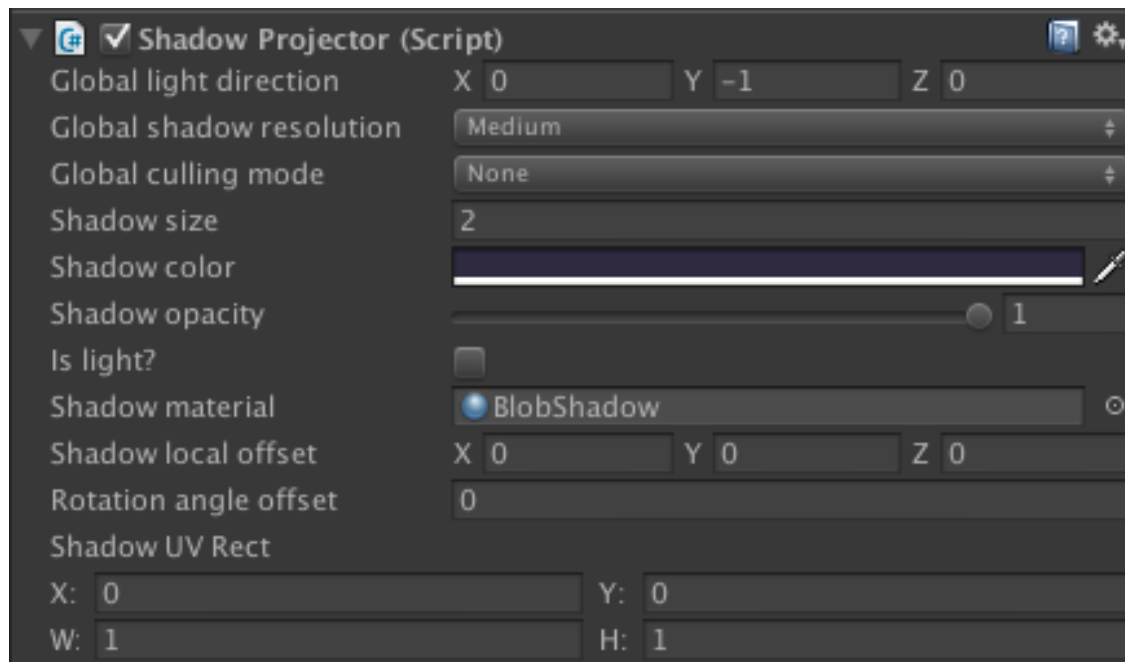 Shadow Projector (Script)
Global light direction X 0 Y -1 Z 0
Global shadow resolution Medium
Global culling mode None
Shadow size 2
Shadow color
Shadow opacity 1
Is light?
Shadow material BlobShadow
Shadow local offset X 0 Y 0 Z 0
Rotation angle offset 0
Shadow UV Rect
X: 0 Y: 0
W: 1 H: 1